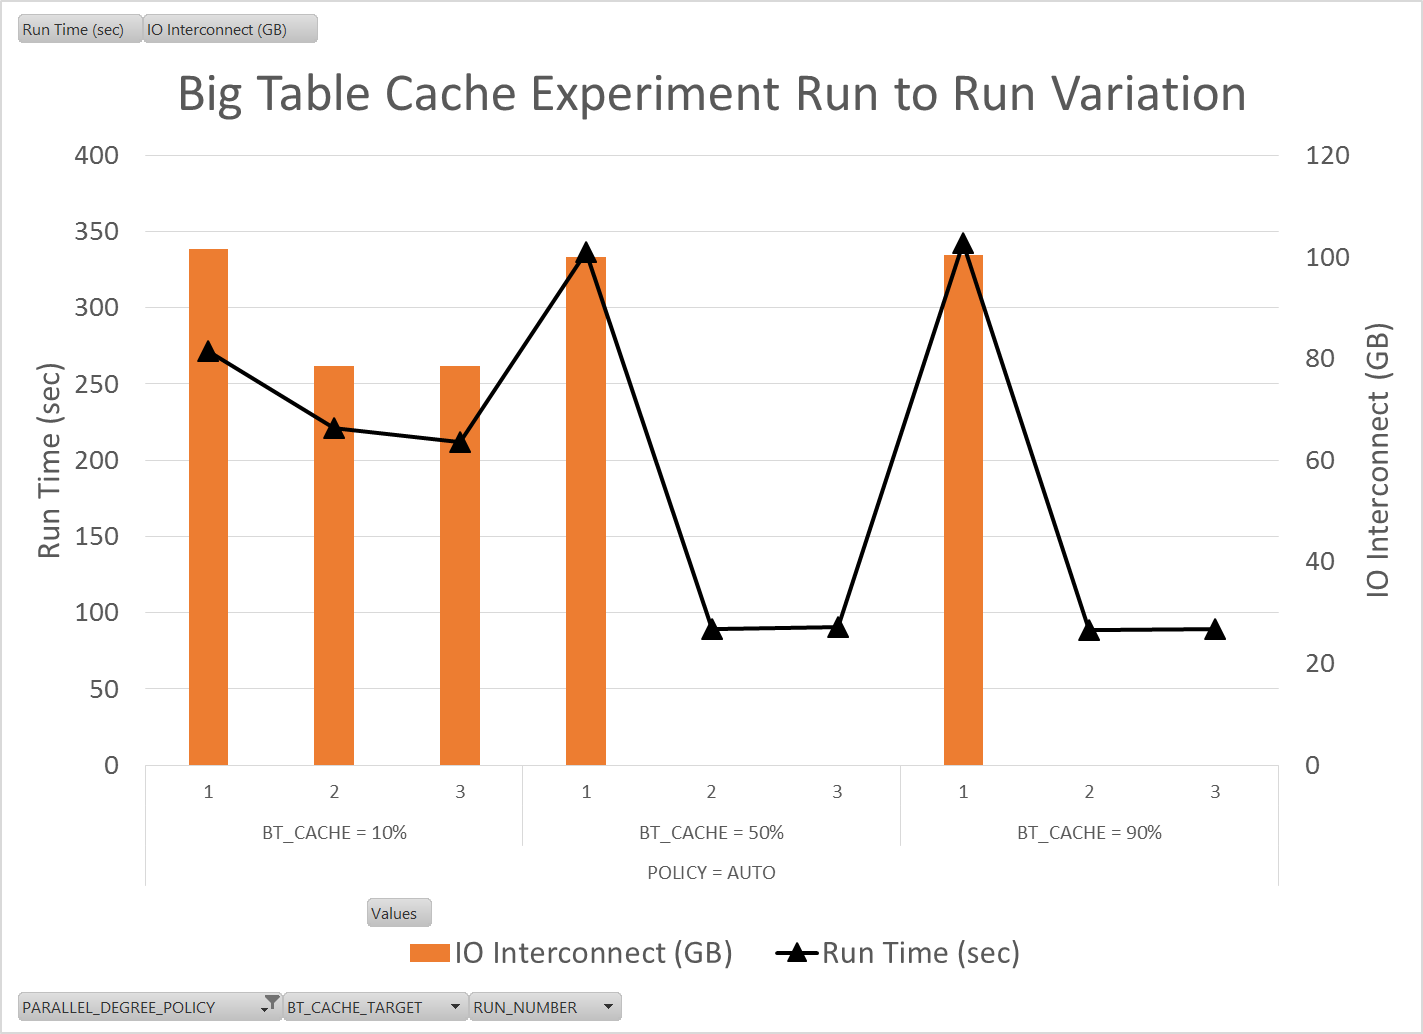 Run Time (sec) IO Interconnect (GB)
Big Table Cache Experiment Run to Run Variation
400 120
350
300 100
250 80
200 60
150
100 40
50 20
0 0
Run Time (sec)
IO Interconnect (GB)
1 2 3 1 2 3 1 2 3
BT_CACHE = 10% BT_CACHE = 50% BT_CACHE = 90%
POLICY = AUTO
Values
IO Interconnect (GB) Run Time (sec)
PARALLEL_DEGREE_POLICY BT_CACHE_TARGET RUN_NUMBER